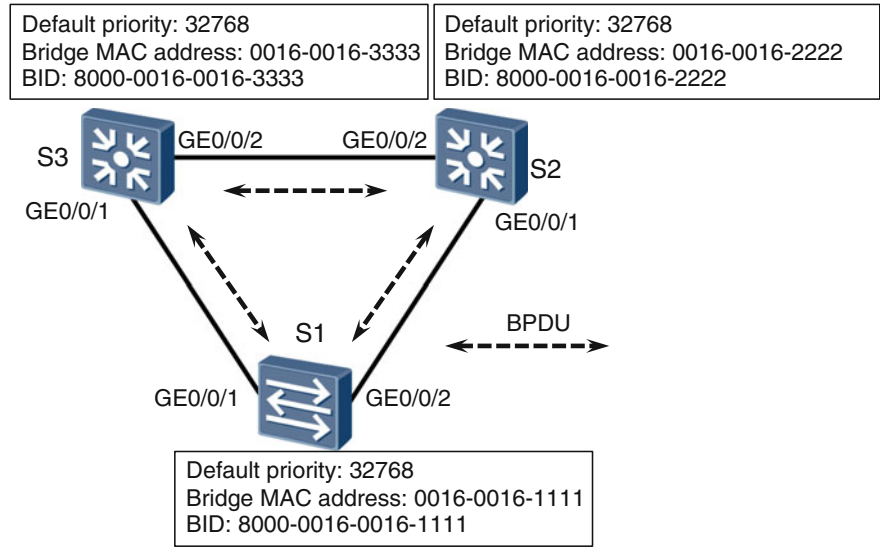 Default priority: 32768
Bridge MAC address: 0016-0016-3333
BID: 8000-0016-0016-3333
Default priority: 32768
Bridge MAC address: 0016-0016-2222
BID: 8000-0016-0016-2222
S3
GE0/0/2
GE0/0/2
S2
GE0/0/1
GE0/0/1
S1
BPDU
GE0/0/1
GE0/0/2
Default priority: 32768
Bridge MAC address: 0016-0016-1111
BID: 8000-0016-0016-1111